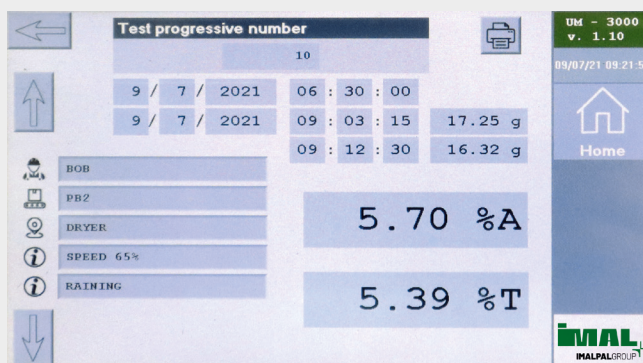 Test progressive number
10
UM - 3000
v. 1.10
09/07/21 09:21:5
9 / 7 / 2021 06 : 30 : 00
9 / 7 / 2021 09 : 03 : 15 17.25 g
09 : 12 : 30 16.32 g
Home
BOB
PB2
DRYER
SPEED 65%
RAINING
5.70 %A
5.39 %T
IMAL
IMALPALGROUP